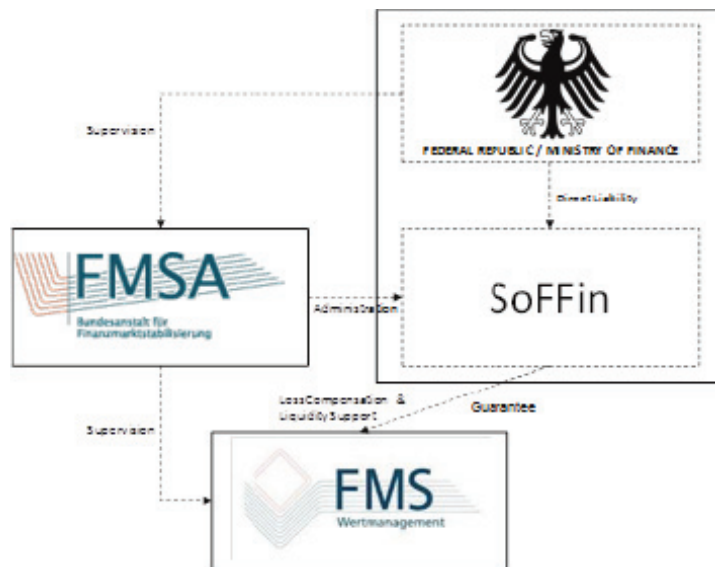 FEDERAL REPUBLIC / MINISTRY OF FINANCE
Supervision
Direct Liability
FMSA
Bundesanstalt für
Finanzmarktstabilisierung
Administration
SoFFin
Loss Compensation &
Liquidity Support
Guarantee
Supervision
FMS
Wertmanagement